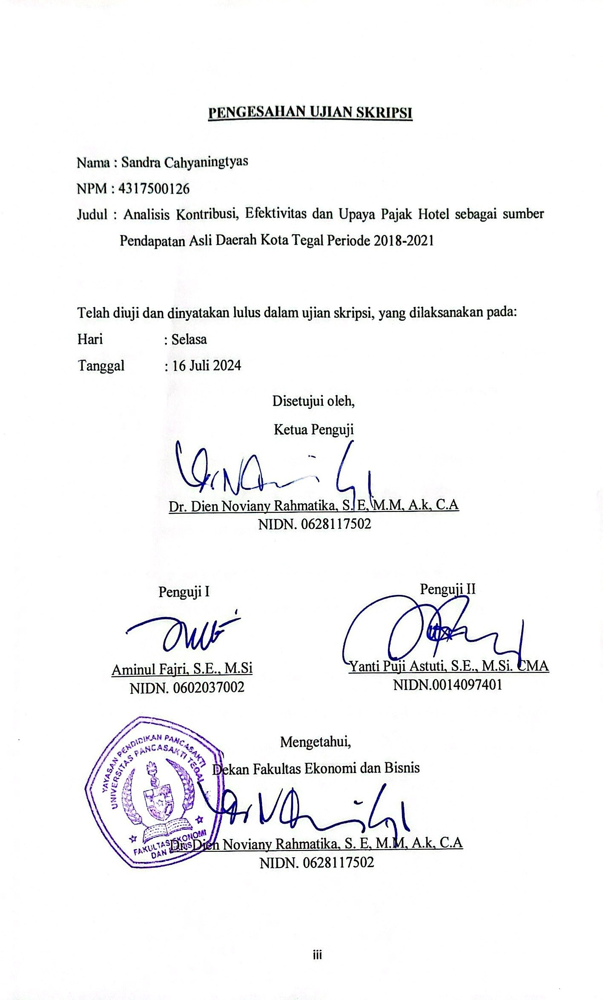 PENGESAHAN UJIAN SKRIPSI
Nama : Sandra Cahyaningtyas
NPM : 4317500126
Judul : Analisis Kontribusi, Efektivitas dan Upaya Pajak Hotel sebagai sumber
Pendapatan Asli Daerah Kota Tegal Periode 2018-2021
Telah diuji dan dinyatakan lulus dalam ujian skripsi, yang dilaksanakan pada:
Hari : Selasa
Tanggal : 16 Juli 2024
Disetujui oleh,
Ketua Penguji
Dr. Dien Noviany Rahmatika, S. E, M.M, A.k, C.A
NIDN. 0628117502
Penguji I
Aminul Fajri, S.E., M.Si
NIDN. 0602037002
Penguji II
Yanti Puji Astuti, S.E., M.Si. CMA
NIDN.0014097401
YAYASAN PENDIDIKAN PANCASAKTI
UNIVERSITAS PANCASAKTI TEGAL
FAKULTAS EKONOMI
DAN BISNIS
Mengetahui,
Dekan Fakultas Ekonomi dan Bisnis
Dr. Dien Noviany Rahmatika, S. E, M.M, A.k, C.A
NIDN. 0628117502
iii